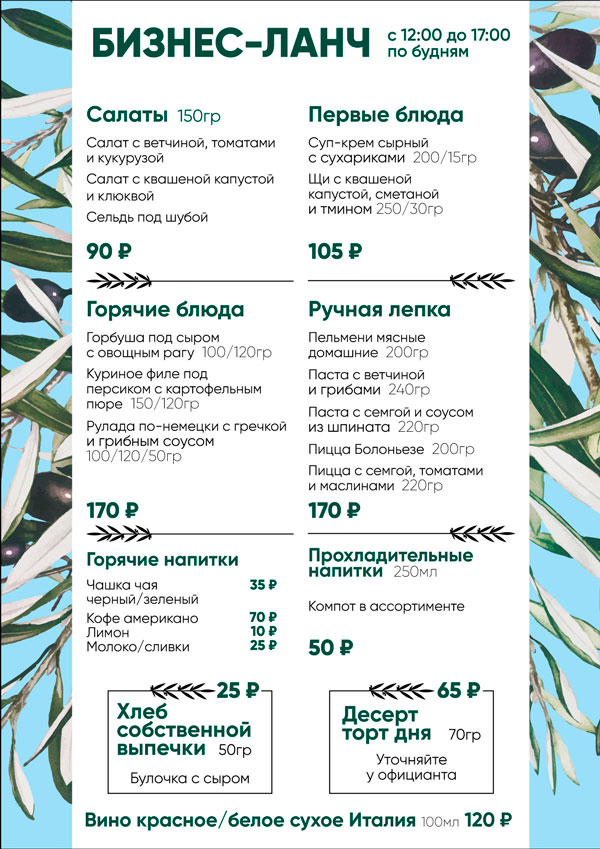 БИЗНЕС-ЛАНЧ
с 12:00 до 17:00
по будням
Салаты 150гр
Салат с ветчиной, томатами
и кукурузой
Салат с квашеной капустой
и клюквой
Сельдь под шубой
90 ₽
Первые блюда
Суп-крем сырный
с сухариками 200/15гр
Щи с квашеной
капустой, сметаной
и тмином 250/30гр
105 ₽
Горячие блюда
Горбуша под сыром
с овощным рагу 100/120гр
Куриное филе под
персиком с картофельным
пюре 150/120гр
Рулада по-немецки с гречкой
и грибным соусом
100/120/50гр
170 ₽
Ручная лепка
Пельмени мясные
домашние 200гр
Паста с ветчиной
и грибами 240гр
Паста с семгой и соусом
из шпината 220гр
Пицца Болоньезе 200гр
Пицца с семгой, томатами
и маслинами 220гр
170 ₽
Горячие напитки
Чашка чая 35 ₽
черный/зеленый
Кофе американо 70 ₽
Лимон 10 ₽
Молоко/сливки 25 ₽
Прохладительные
напитки 250мл
Компот в ассортименте
50 ₽
25 ₽
Хлеб
собственной
выпечки 50гр
Булочка с сыром
65 ₽
Десерт
торт дня 70гр
Уточняйте
у официанта
Вино красное/белое сухое Италия 100мл 120 ₽